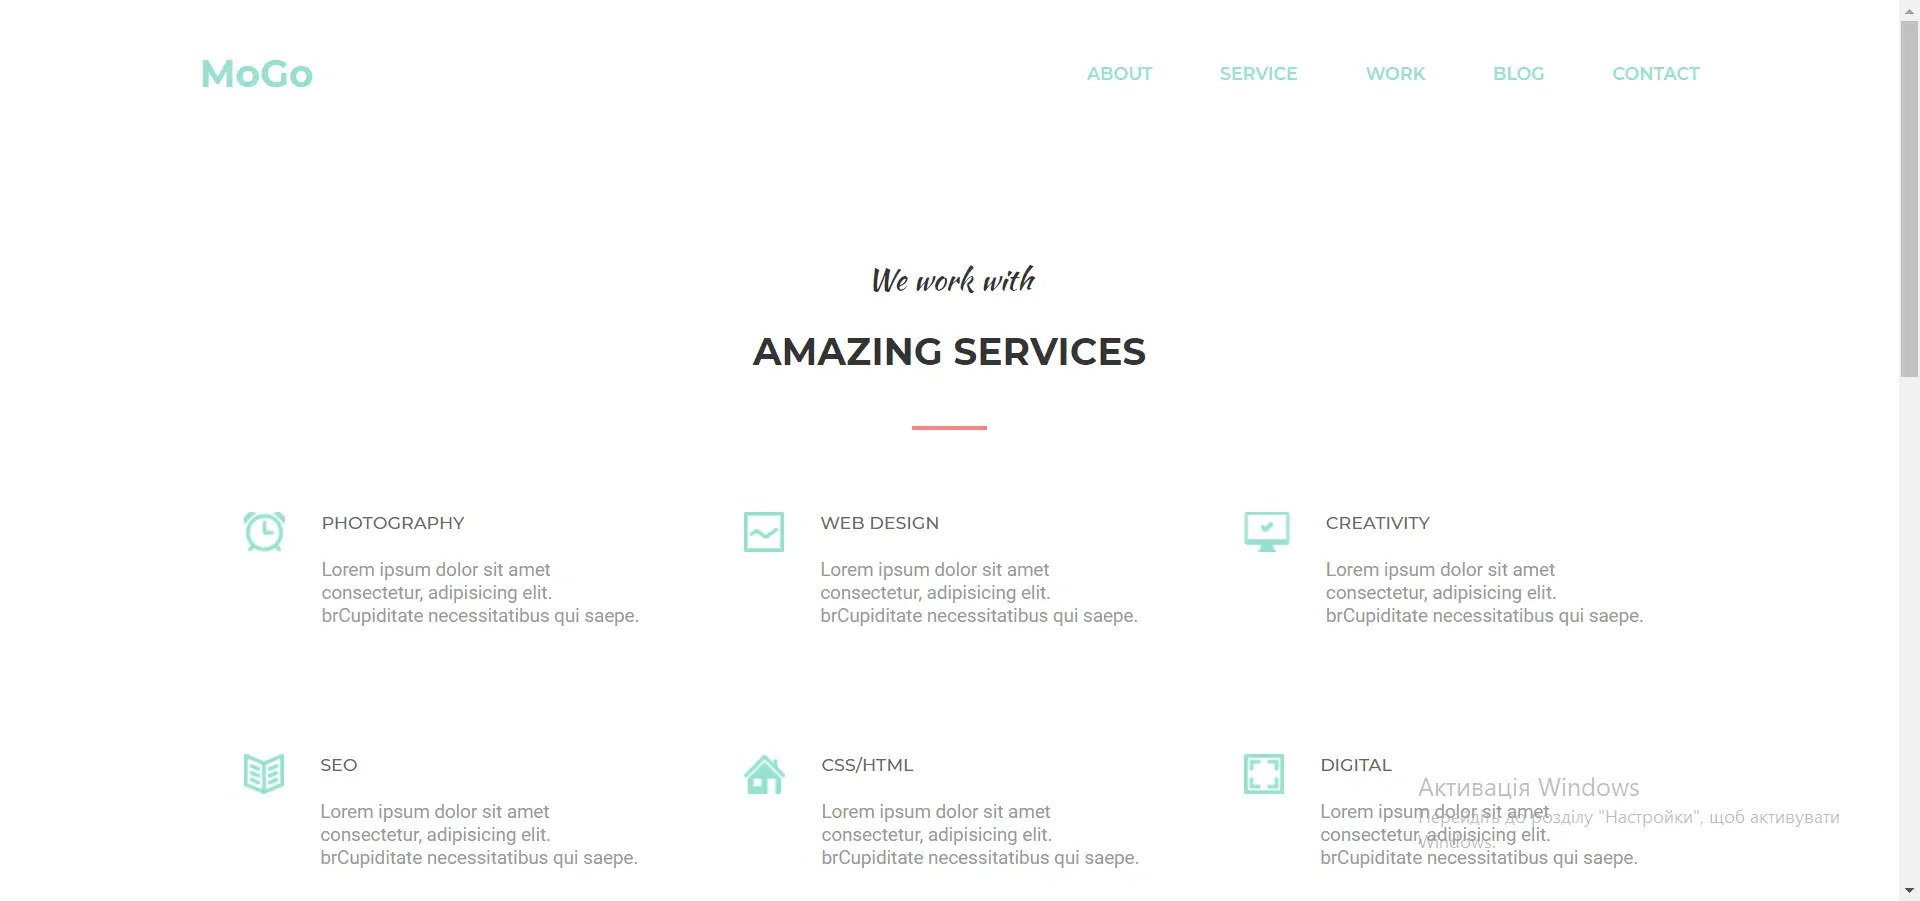 MoGo
ABOUT SERVICE WORK BLOG CONTACT
We work with
AMAZING SERVICES
PHOTOGRAPHY
Lorem ipsum dolor sit amet
consectetur, adipisicing elit.
brCupiditate necessitatibus qui saepe.
WEB DESIGN
Lorem ipsum dolor sit amet
consectetur, adipisicing elit.
brCupiditate necessitatibus qui saepe.
CREATIVITY
Lorem ipsum dolor sit amet
consectetur, adipisicing elit.
brCupiditate necessitatibus qui saepe.
SEO
Lorem ipsum dolor sit amet
consectetur, adipisicing elit.
brCupiditate necessitatibus qui saepe.
CSS/HTML
Lorem ipsum dolor sit amet
consectetur, adipisicing elit.
brCupiditate necessitatibus qui saepe.
DIGITAL
Lorem ipsum dolor sit amet
consectetur, adipisicing elit.
brCupiditate necessitatibus qui saepe.
Активація Windows
Перейдіть до розділу "Настройки", щоб активувати
Windows.